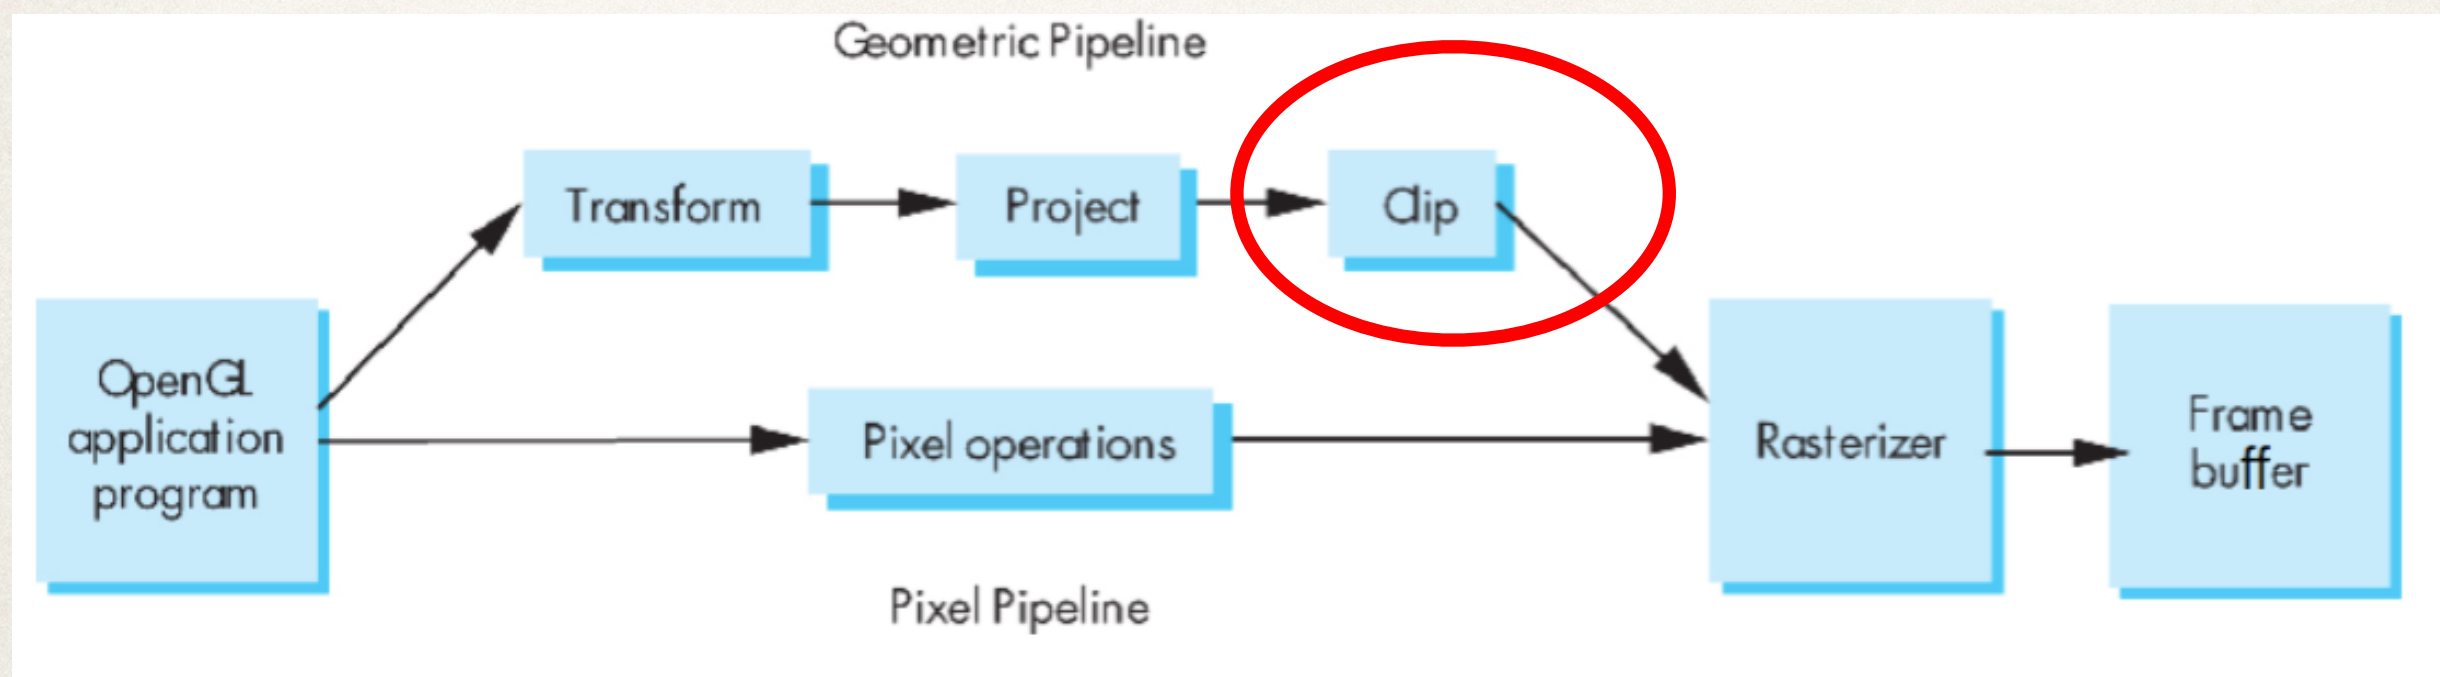 Geometric Pipeline
Transform
Project
Clip
OpenGL
application
program
Pixel operations
Rasterizer
Frame
buffer
Pixel Pipeline